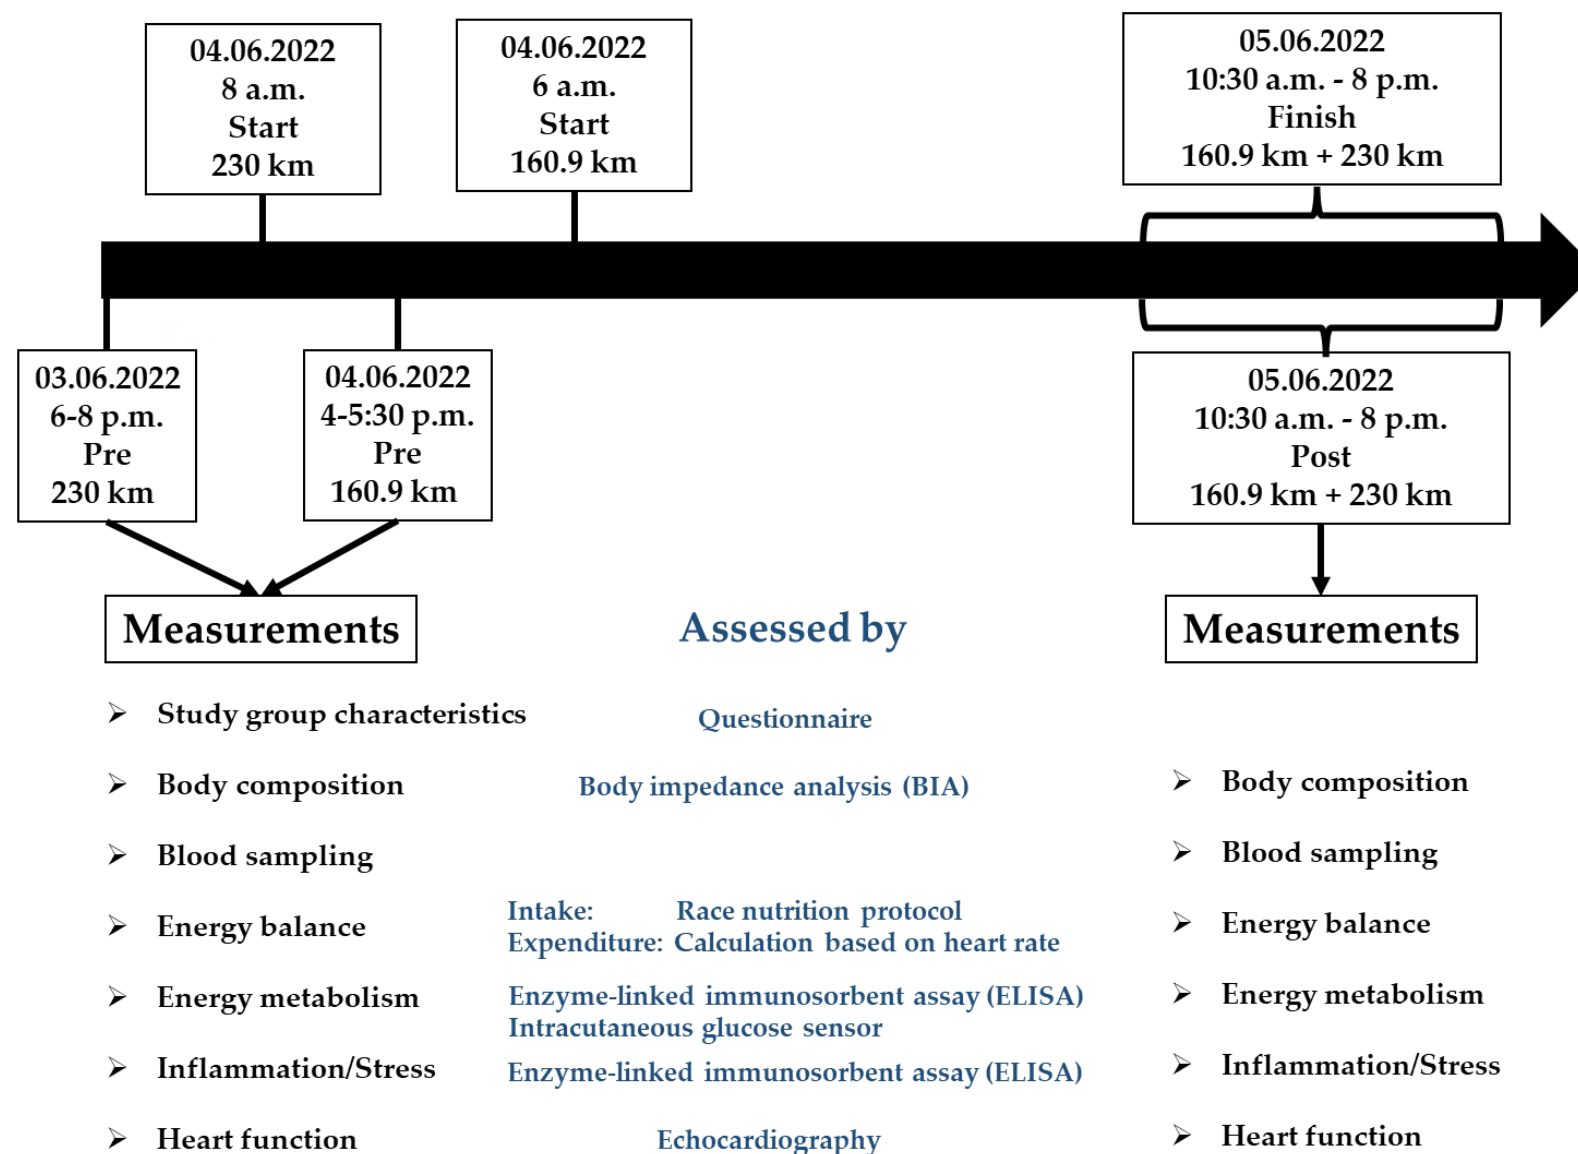 04.06.2022
8 a.m.
Start
230 km
04.06.2022
6 a.m.
Start
160.9 km
05.06.2022
10:30 a.m. - 8 p.m.
Finish
160.9 km + 230 km
03.06.2022
6-8 p.m.
Pre
230 km
04.06.2022
4-5:30 p.m.
Pre
160.9 km
05.06.2022
10:30 a.m. - 8 p.m.
Post
160.9 km + 230 km
Measurements
Assessed by
Measurements
Study group characteristics
Questionnaire
Body composition
Body impedance analysis (BIA)
Body composition
Blood sampling
Blood sampling
Energy balance
Intake: Race nutrition protocol
Expenditure: Calculation based on heart rate
Energy balance
Energy metabolism
Enzyme-linked immunosorbent assay (ELISA)
Intracutaneous glucose sensor
Energy metabolism
Inflammation/Stress
Enzyme-linked immunosorbent assay (ELISA)
Inflammation/Stress
Heart function
Echocardiography
Heart function